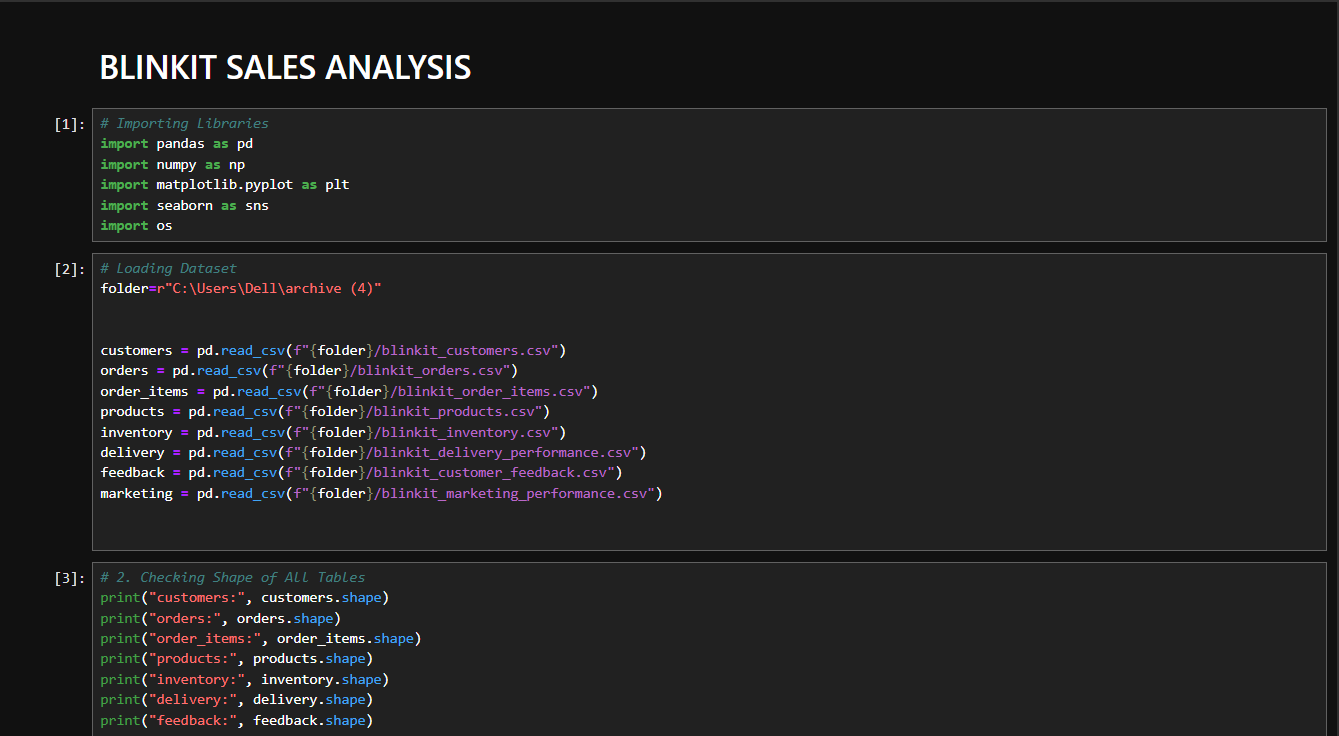 BLINKIT SALES ANALYSIS
[1]:
# Importing Libraries
import pandas as pd
import numpy as np
import matplotlib.pyplot as plt
import seaborn as sns
import os
[2]:
# Loading Dataset
folder=r"C:\Users\Dell\archive (4)"
customers = pd.read_csv(f"{folder}/blinkit_customers.csv")
orders = pd.read_csv(f"{folder}/blinkit_orders.csv")
order_items = pd.read_csv(f"{folder}/blinkit_order_items.csv")
products = pd.read_csv(f"{folder}/blinkit_products.csv")
inventory = pd.read_csv(f"{folder}/blinkit_inventory.csv")
delivery = pd.read_csv(f"{folder}/blinkit_delivery_performance.csv")
feedback = pd.read_csv(f"{folder}/blinkit_customer_feedback.csv")
marketing = pd.read_csv(f"{folder}/blinkit_marketing_performance.csv")
[3]:
# 2. Checking Shape of All Tables
print("customers:", customers.shape)
print("orders:", orders.shape)
print("order_items:", order_items.shape)
print("products:", products.shape)
print("inventory:", inventory.shape)
print("delivery:", delivery.shape)
print("feedback:", feedback.shape)